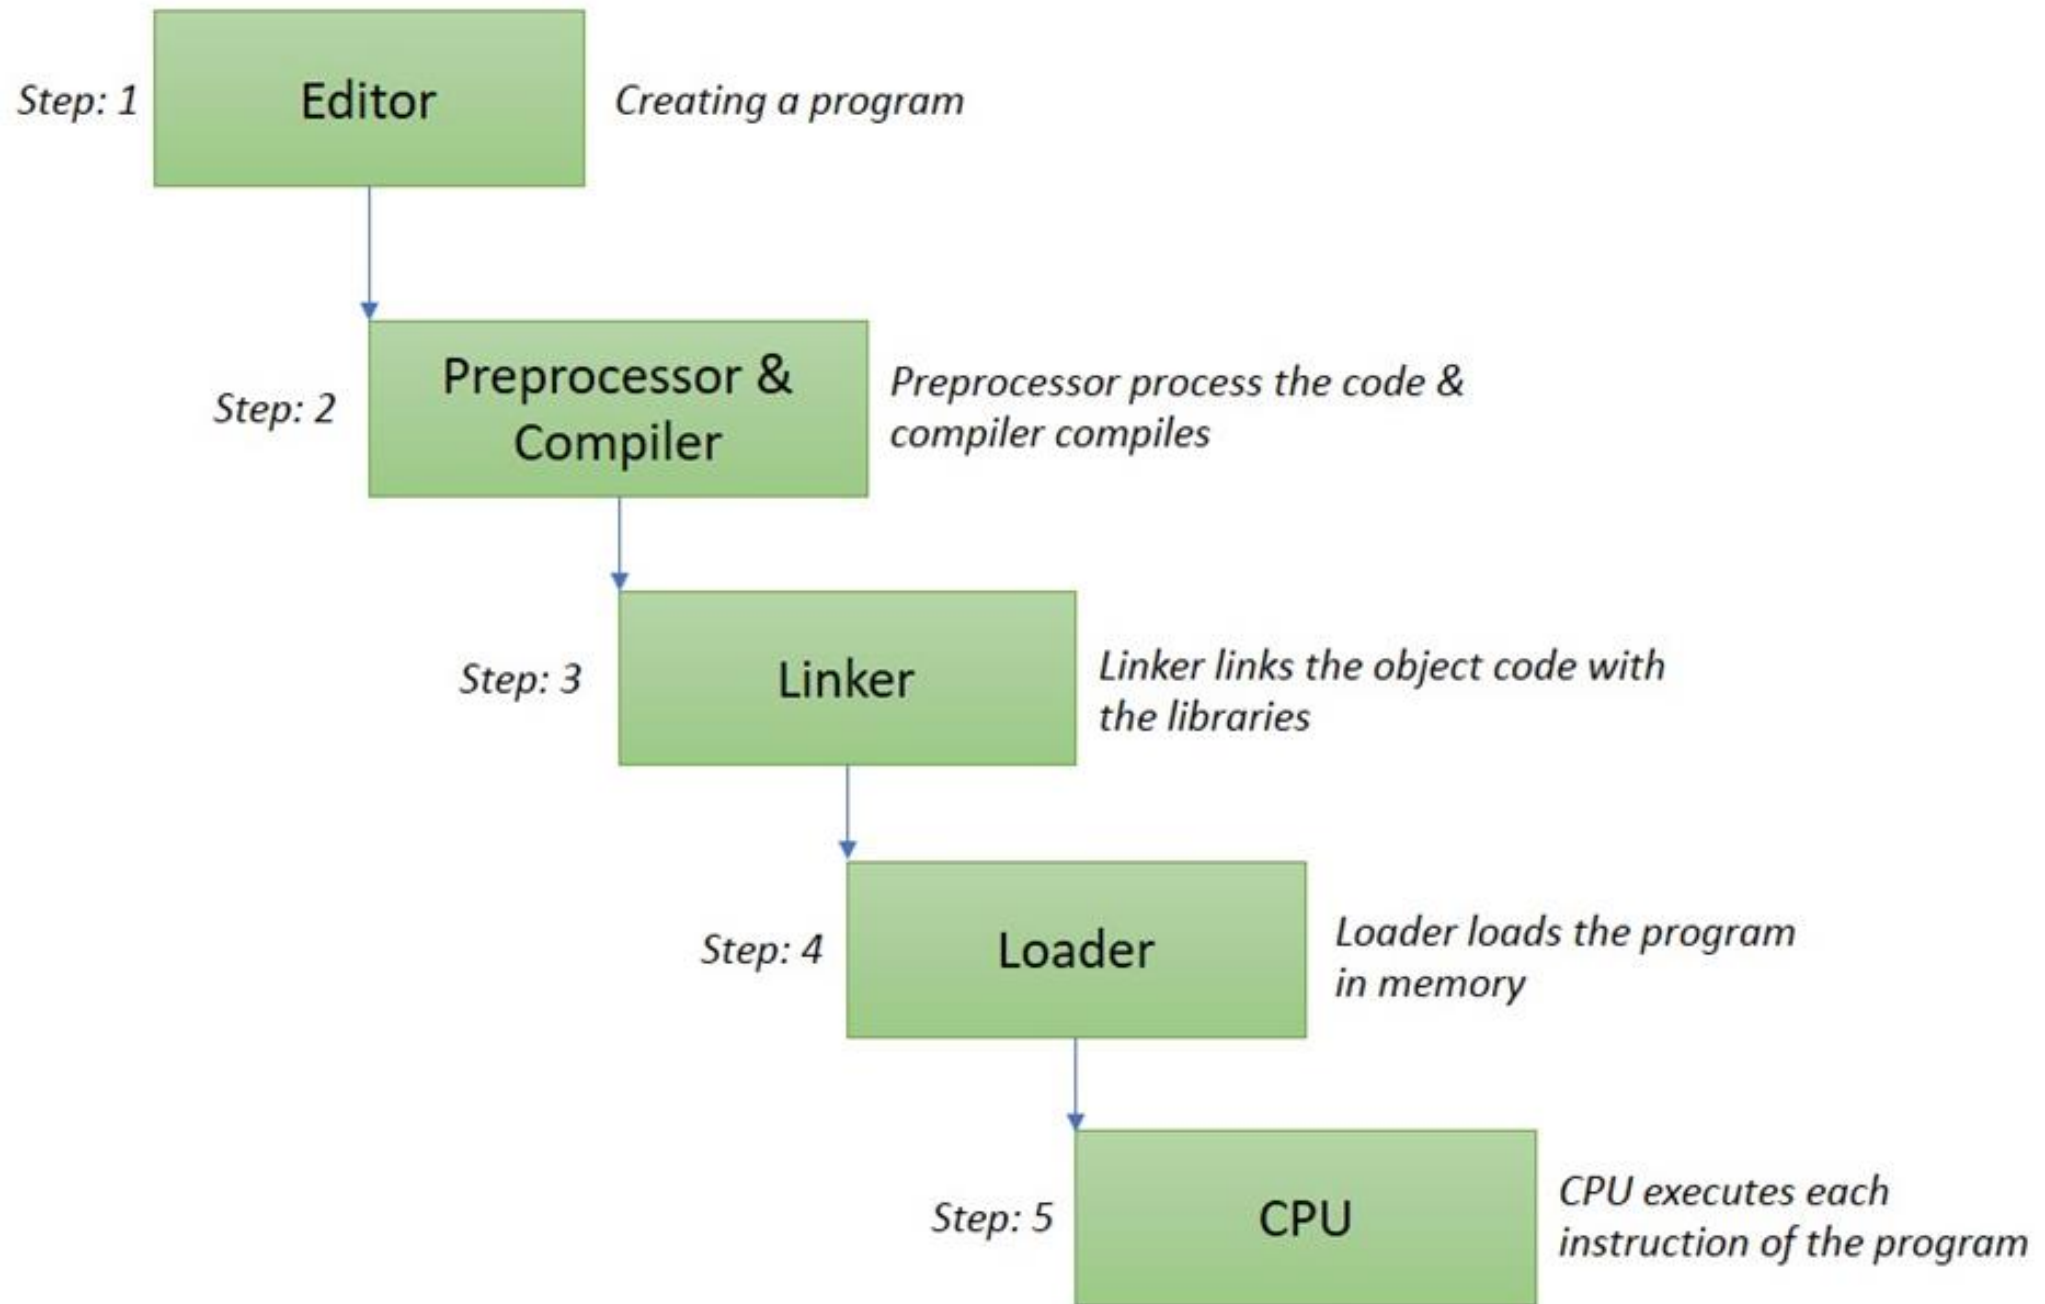 Step: 1
Editor
Creating a program
Step: 2
Preprocessor &
Compiler
Preprocessor process the code &
compiler compiles
Step: 3
Linker
Linker links the object code with
the libraries
Step: 4
Loader
Loader loads the program
in memory
Step: 5
CPU
CPU executes each
instruction of the program